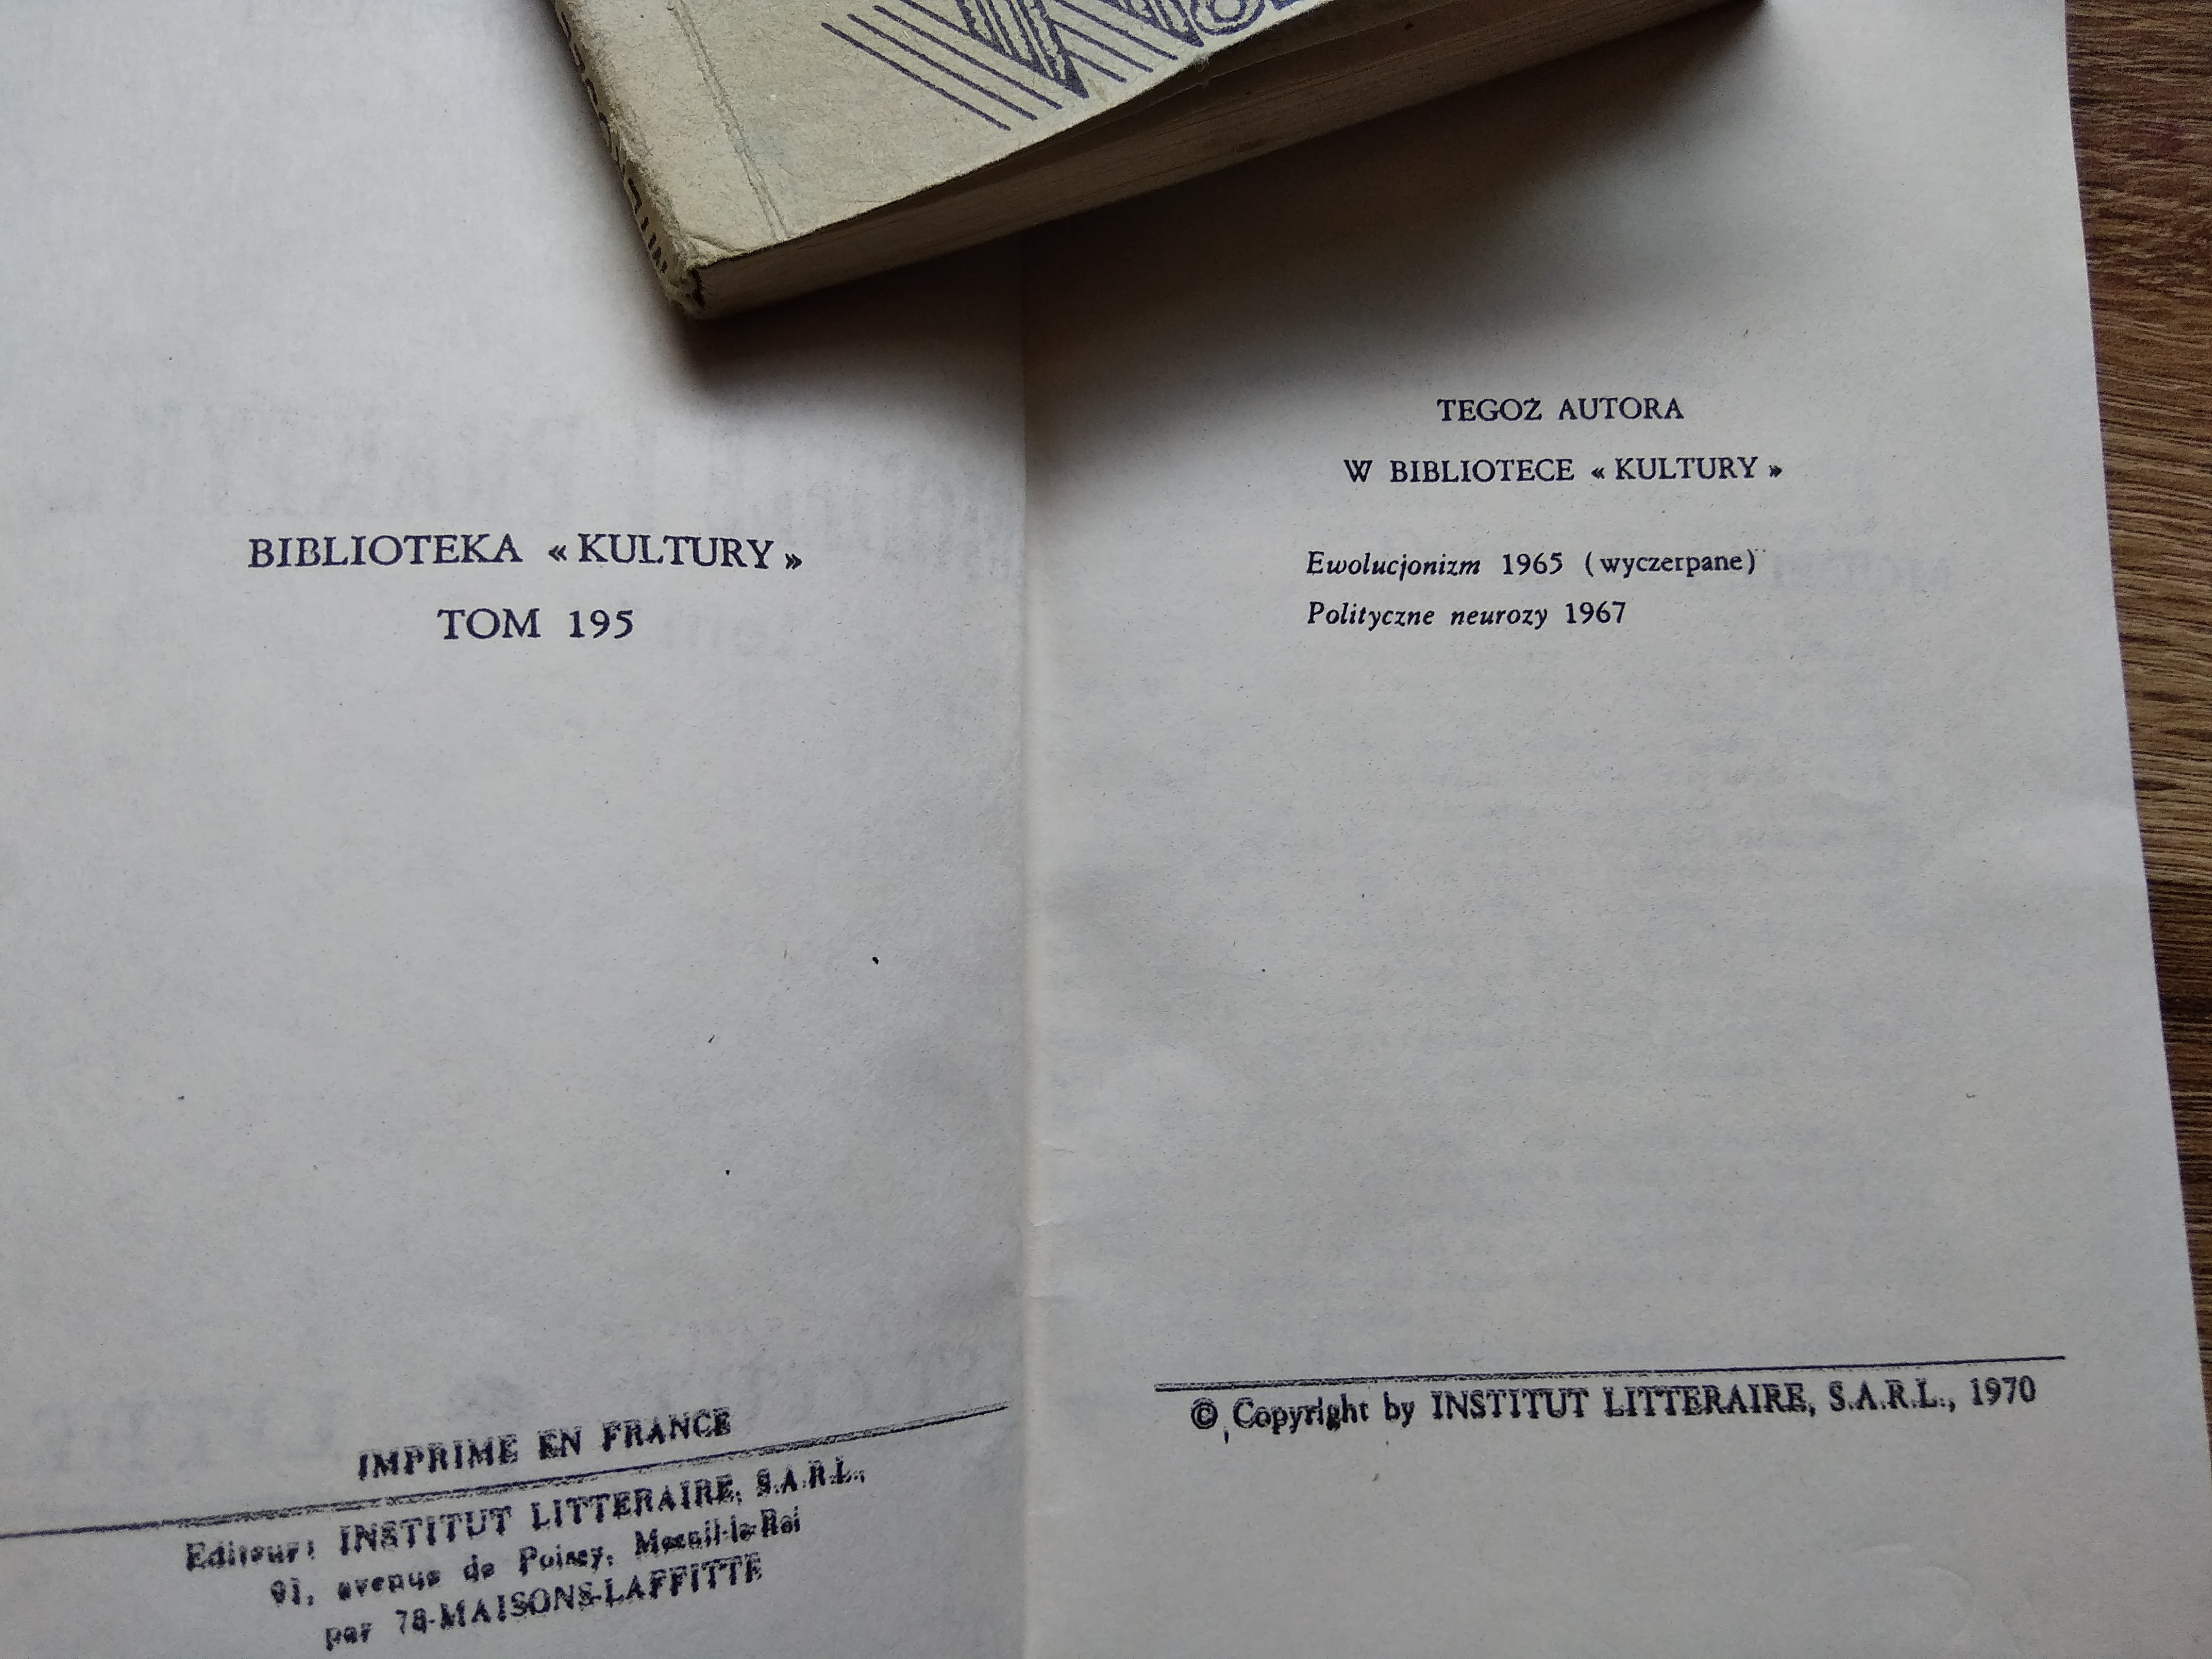 BIBLIOTEKA « KULTURY »
TOM 195
IMPRIME EN FRANCE
Editeur: INSTITUT LITTERAIRE, S.A.R.L.,
91, avenue de Poissy, Mesnil-le-Roi
par 78-MAISONS-LAFFITTE
TEGOŻ AUTORA
W BIBLIOTECE « KULTURY »
Ewolucjonizm 1965 (wyczerpane)
Polityczne neurozy 1967
© Copyright by INSTITUT LITTERAIRE, S.A.R.L., 1970